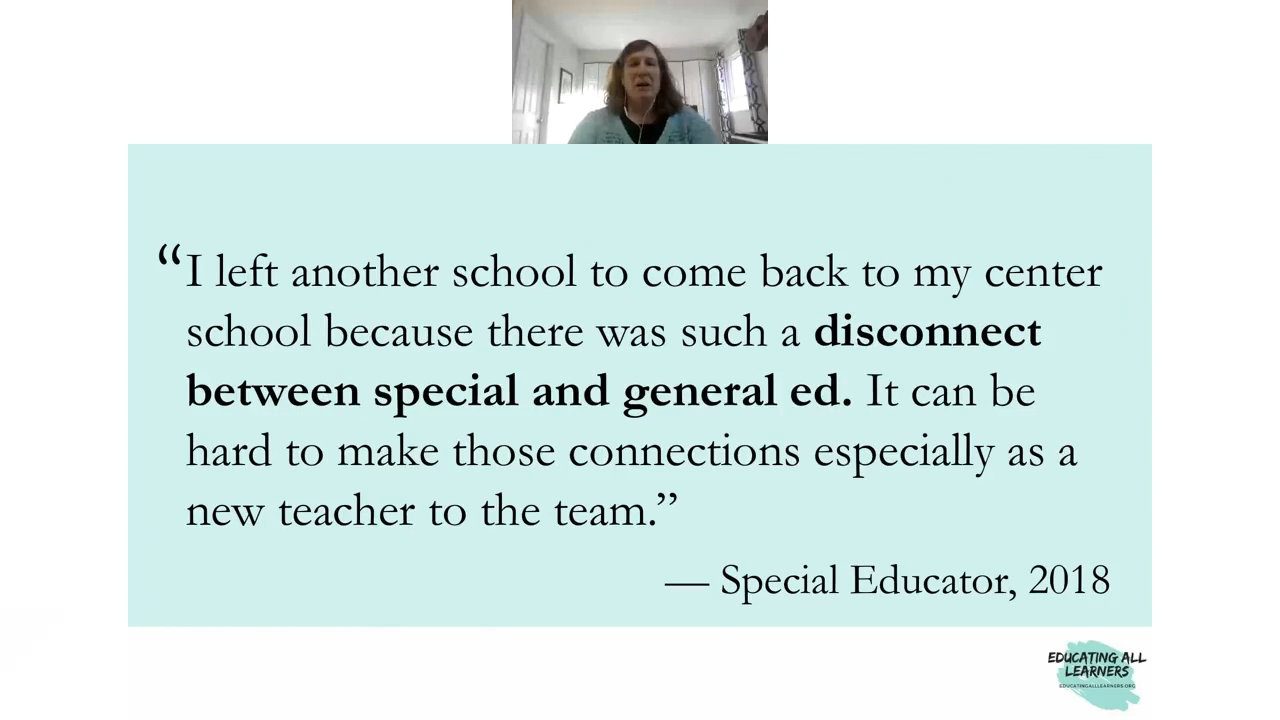 “I left another school to come back to my center
school because there was such a disconnect
between special and general ed. It can be
hard to make those connections especially as a
new teacher to the team.”
— Special Educator, 2018
EDUCATING ALL
LEARNERS
EDUCATINGALLLEARNERS.ORG